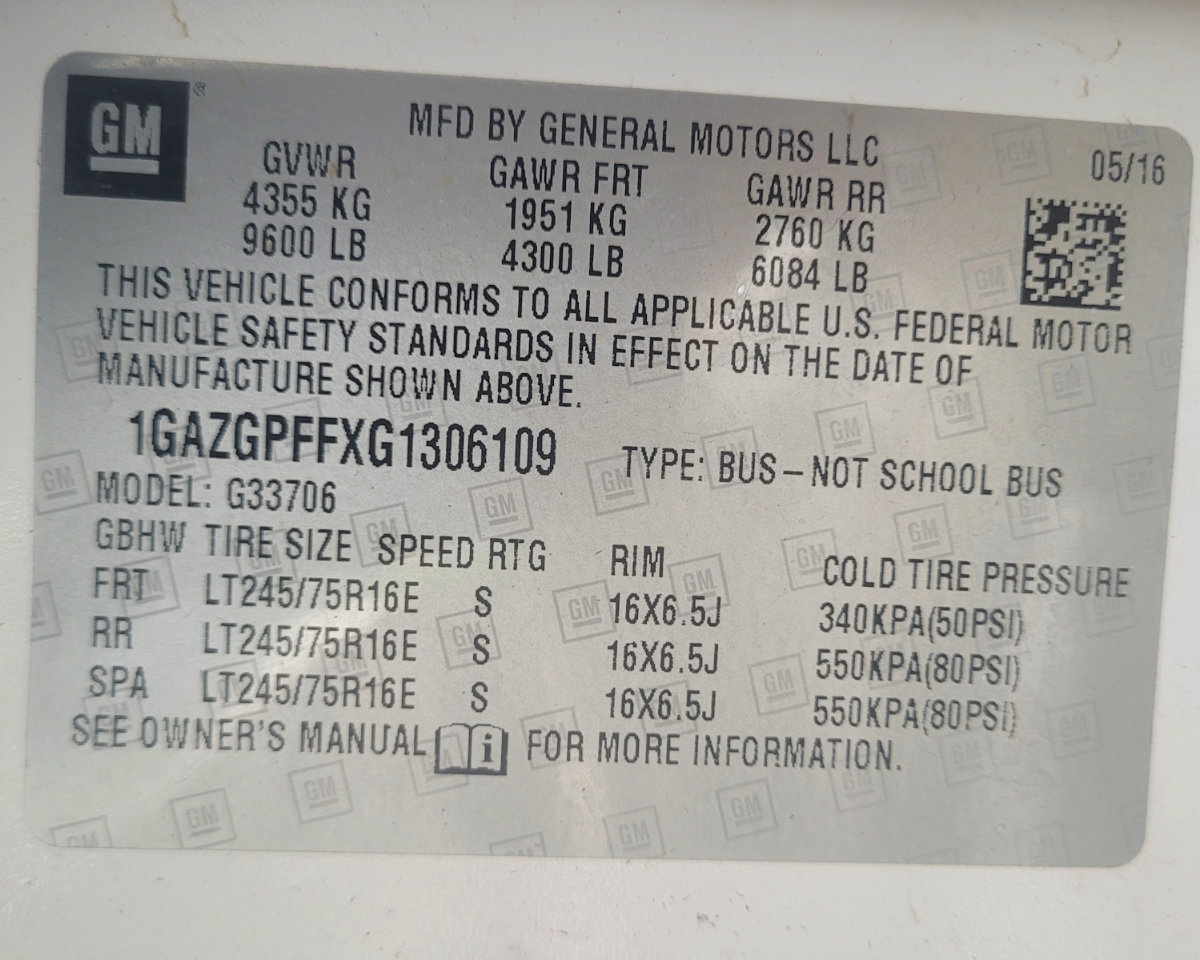 GM ®
MFD BY GENERAL MOTORS LLC
05/16
GVWR GAWR FRT GAWR RR
4355 KG 1951 KG 2760 KG
9600 LB 4300 LB 6084 LB
THIS VEHICLE CONFORMS TO ALL APPLICABLE U.S. FEDERAL MOTOR
VEHICLE SAFETY STANDARDS IN EFFECT ON THE DATE OF
MANUFACTURE SHOWN ABOVE.
1GAZGPFFXG1306109 TYPE: BUS – NOT SCHOOL BUS
MODEL: G33706
GBHW TIRE SIZE SPEED RTG RIM COLD TIRE PRESSURE
FRT LT245/75R16E S 16X6.5J 340KPA(50PSI)
RR LT245/75R16E S 16X6.5J 550KPA(80PSI)
SPA LT245/75R16E S 16X6.5J 550KPA(80PSI)
SEE OWNER'S MANUAL i FOR MORE INFORMATION.